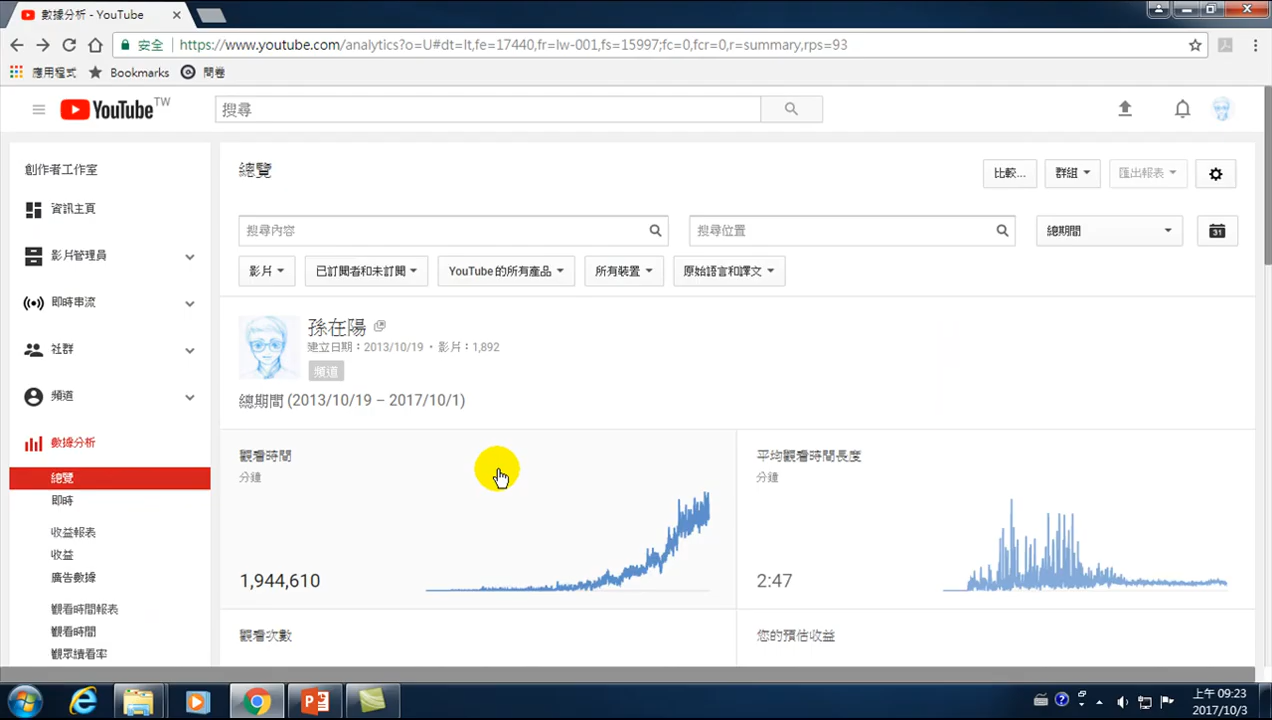 數據分析 - YouTube
安全 https://www.youtube.com/analytics?o=U#dt=lt,fe=17440,fr=lw-001,fs=15997;fc=0,fcr=0,r=summary,rps=93
應用程式 Bookmarks 問卷
YouTube TW 搜尋
創作者工作室
資訊主頁
影片管理員
即時串流
社群
頻道
數據分析
總覽
即時
收益報表
收益
廣告數據
觀看時間報表
觀看時間
觀眾續看率
總覽
比較... 群組 匯出報表
搜尋內容 搜尋位置 總期間 31
影片 已訂閱者和未訂閱 YouTube 的所有產品 所有裝置 原始語言和譯文
孫在陽
建立日期:2013/10/19 • 影片:1,892
頻道
總期間 (2013/10/19 – 2017/10/1)
觀看時間
分鐘
1,944,610
平均觀看時間長度
分鐘
2:47
觀看次數
您的預估收益
上午 09:23
2017/10/3